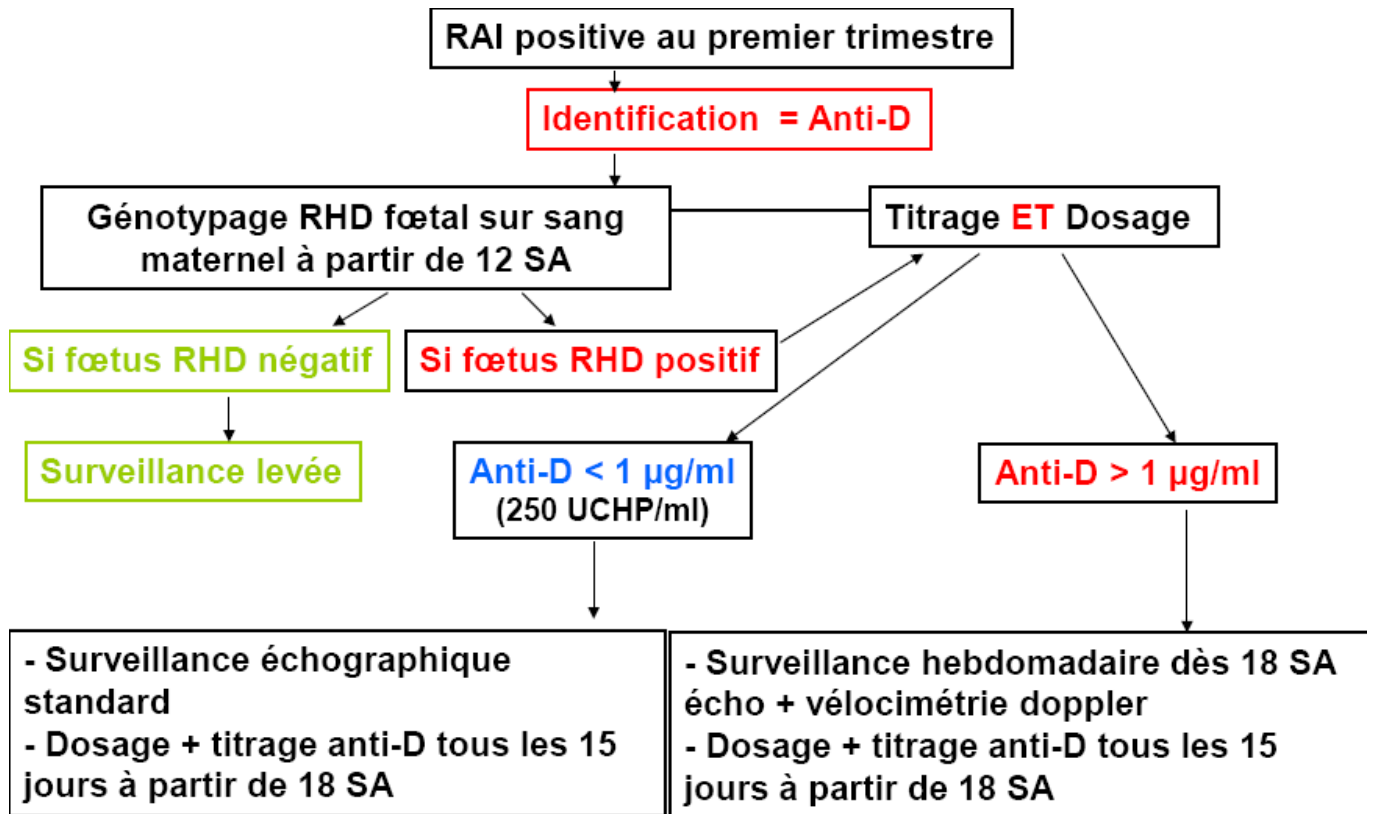 RAI positive au premier trimestre
Identification = Anti-D
Génotypage RHD fœtal sur sang
maternel à partir de 12 SA
Titrage ET Dosage
Si fœtus RHD négatif
Si fœtus RHD positif
Surveillance levée
Anti-D < 1 µg/ml
(250 UCHP/ml)
Anti-D > 1 µg/ml
- Surveillance échographique
standard
- Dosage + titrage anti-D tous les 15
jours à partir de 18 SA
- Surveillance hebdomadaire dès 18 SA
écho + vélocimétrie doppler
- Dosage + titrage anti-D tous les 15
jours à partir de 18 SA